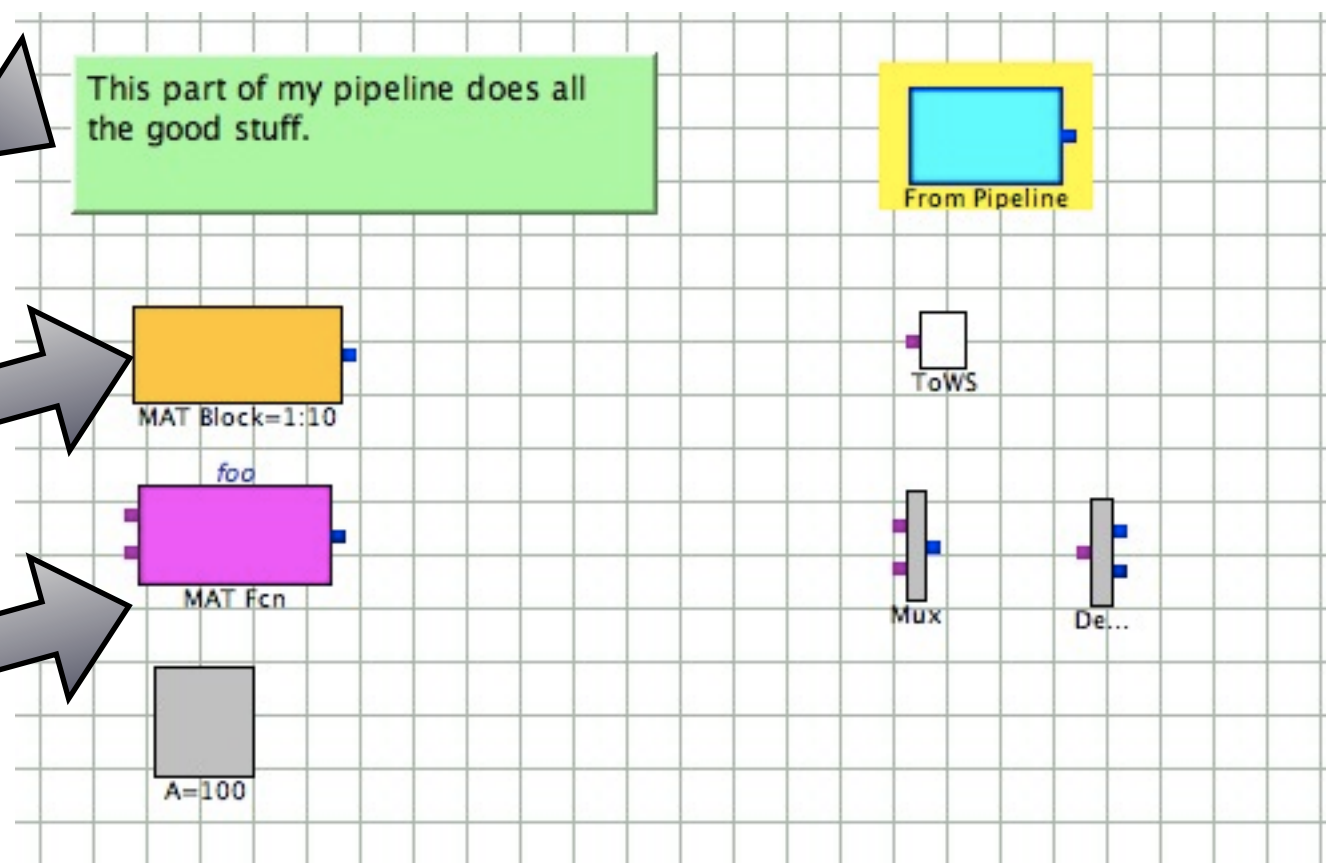 This part of my pipeline does all
the good stuff.
From Pipeline
MAT Block=1:10
ToWS
foo
MAT Fcn
Mux
De...
A=100